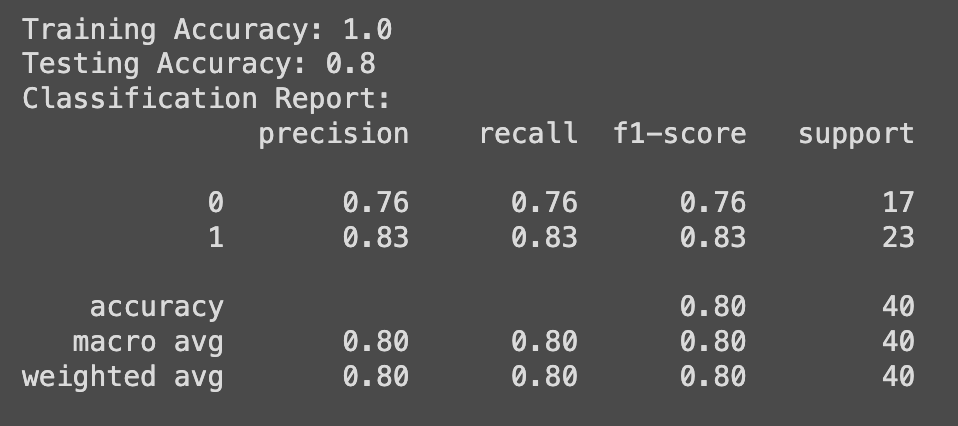 Training Accuracy: 1.0
Testing Accuracy: 0.8
Classification Report:
precision recall f1-score support
0 0.76 0.76 0.76 17
1 0.83 0.83 0.83 23
accuracy 0.80 40
macro avg 0.80 0.80 0.80 40
weighted avg 0.80 0.80 0.80 40